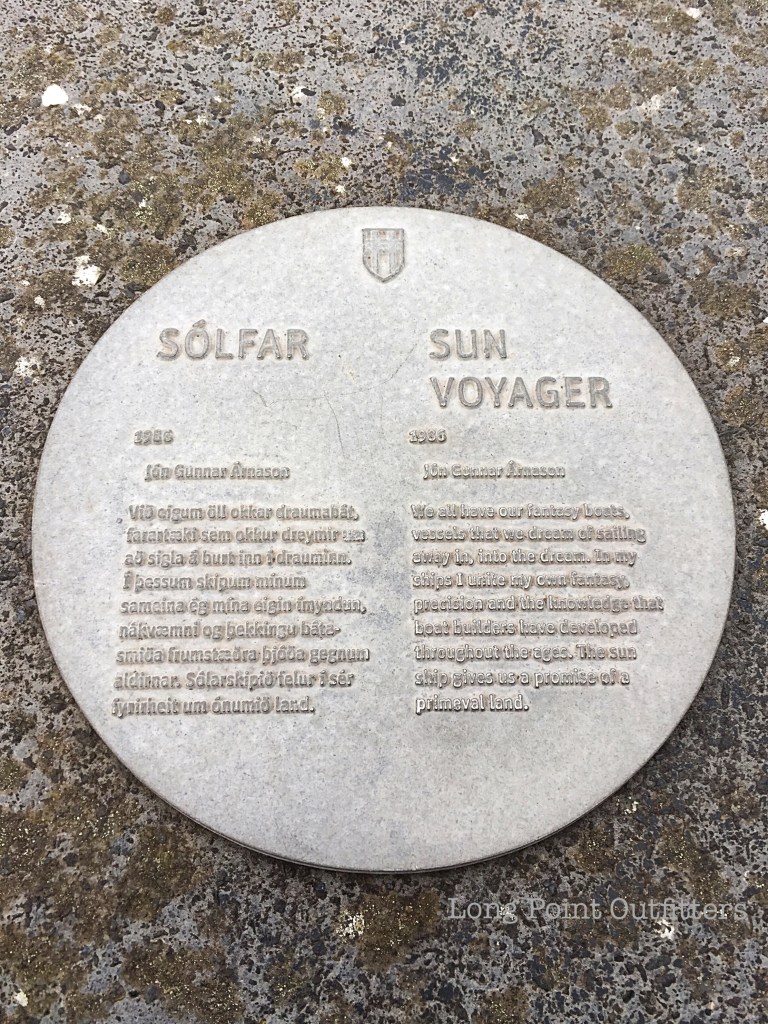 SÓLFAR
1986
Jón Gunnar Árnason
Við eigum öll okkar draumabát,
farartæki sem okkur dreymir um
að sigla á burt inn í drauminn.
Í þessum skipum mínum
sameina ég mína eigin ímyndun,
nákvæmni og þekkingu báta-
smiða frumstæðra þjóða gegnum
aldirnar. Sólarskipið felur í sér
fyrirheit um ónumið land.
SUN
VOYAGER
1986
Jón Gunnar Árnason
We all have our fantasy boats,
vessels that we dream of sailing
away in, into the dream. In my
ships I unite my own fantasy,
precision and the knowledge that
boat builders have developed
throughout the ages. The sun
ship gives us a promise of a
primeval land.
Long Point Outfitters